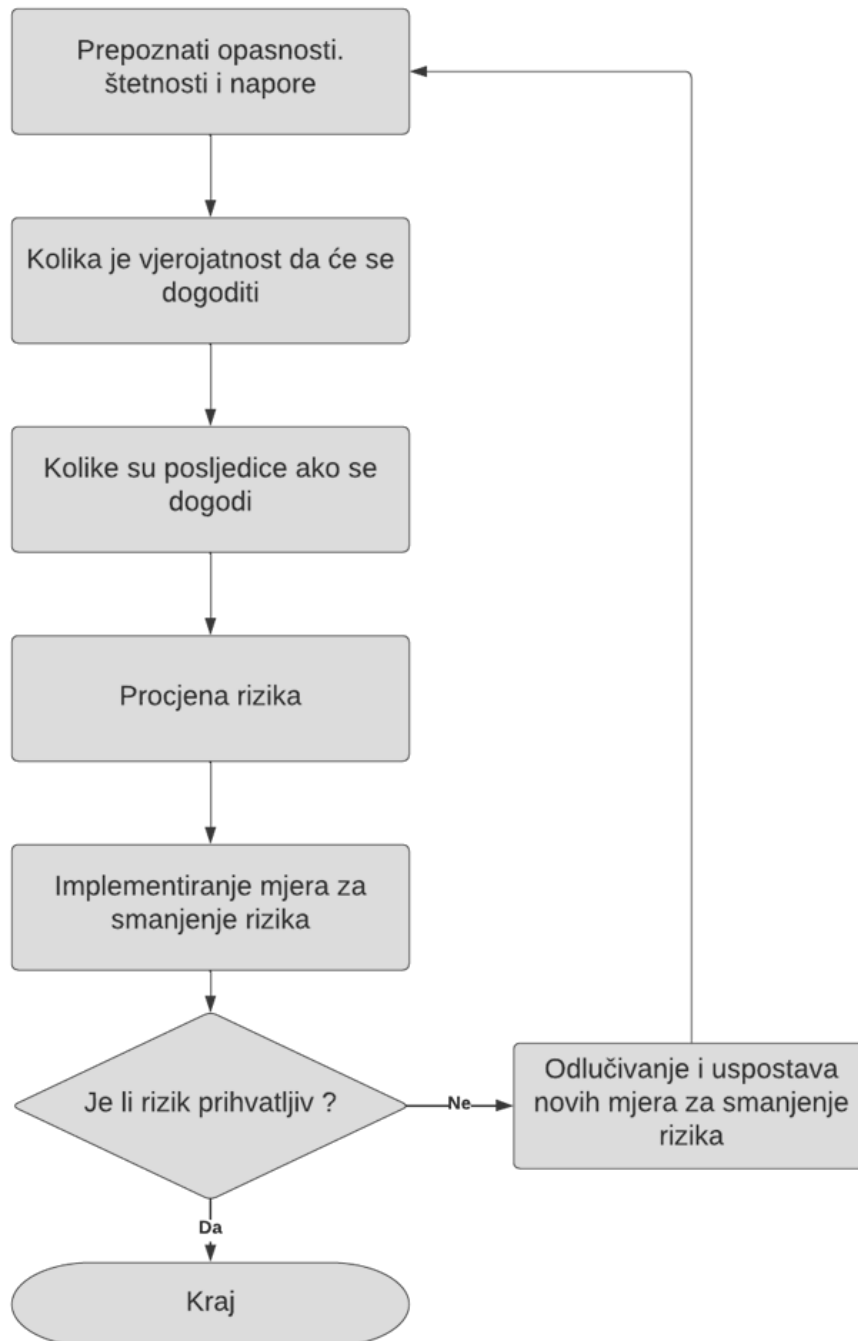 Prepoznati opasnosti.
štetnosti i napore
Kolika je vjerojatnost da će se
dogoditi
Kolike su posljedice ako se
dogodi
Procjena rizika
Implementiranje mjera za
smanjenje rizika
Je li rizik prihvatljiv ?
Ne
Odlučivanje i uspostava
novih mjera za smanjenje
rizika
Da
Kraj